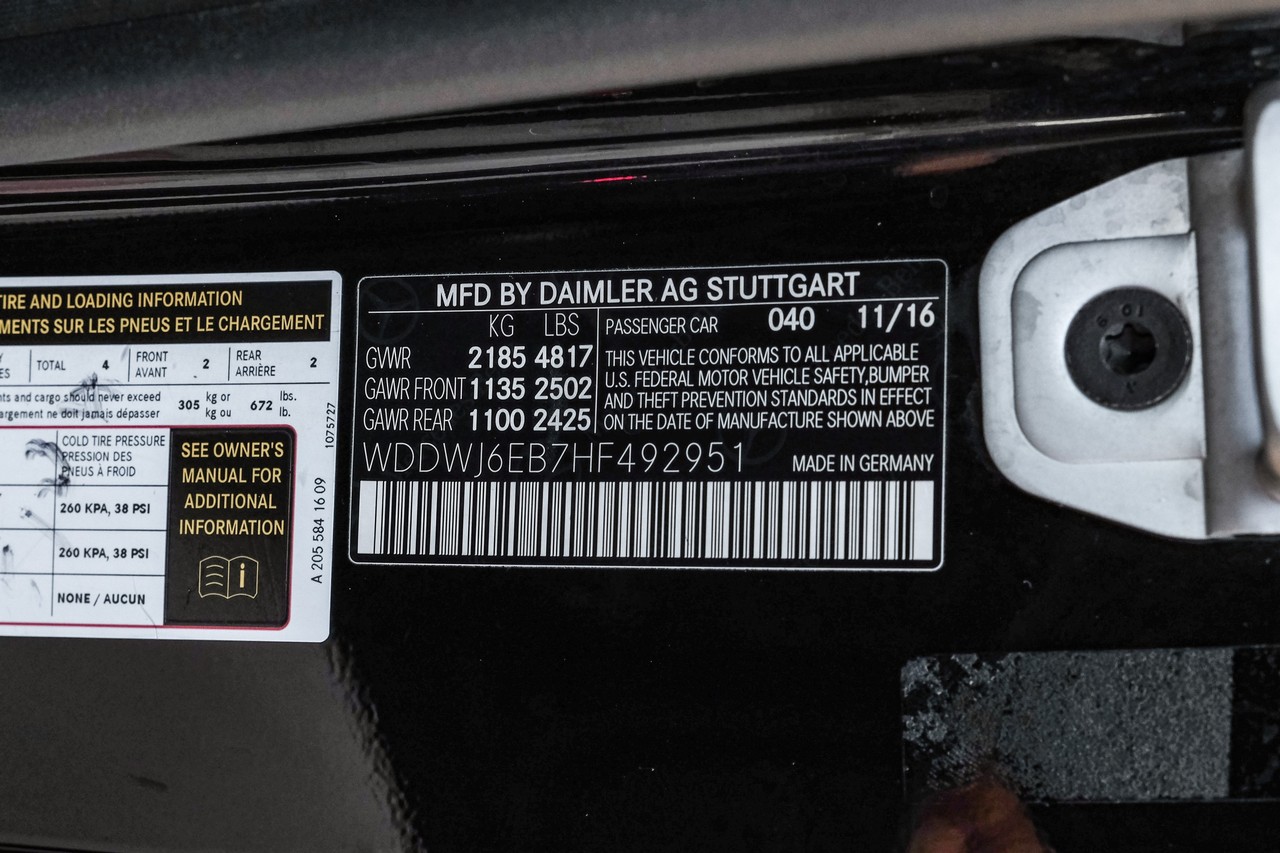 TIRE AND LOADING INFORMATION
MENTS SUR LES PNEUS ET LE CHARGEMENT
TOTAL 4 FRONT AVANT 2 REAR ARRIÈRE 2
and cargo should never exceed 305 kg or 672 lbs.
ne doit jamais dépasser kg ou lb.
COLD TIRE PRESSURE
PRESSION DES
PNEUS À FROID
260 KPA, 38 PSI
260 KPA, 38 PSI
NONE / AUCUN
SEE OWNER'S
MANUAL FOR
ADDITIONAL
INFORMATION
i
1075727
A 205 584 16 09
MFD BY DAIMLER AG STUTTGART
KG LBS
GVWR 2185 4817
GAWR FRONT 1135 2502
GAWR REAR 1100 2425
PASSENGER CAR 040 11/16
THIS VEHICLE CONFORMS TO ALL APPLICABLE
U.S. FEDERAL MOTOR VEHICLE SAFETY,BUMPER
AND THEFT PREVENTION STANDARDS IN EFFECT
ON THE DATE OF MANUFACTURE SHOWN ABOVE
WDDWJ6EB7HF492951 MADE IN GERMANY